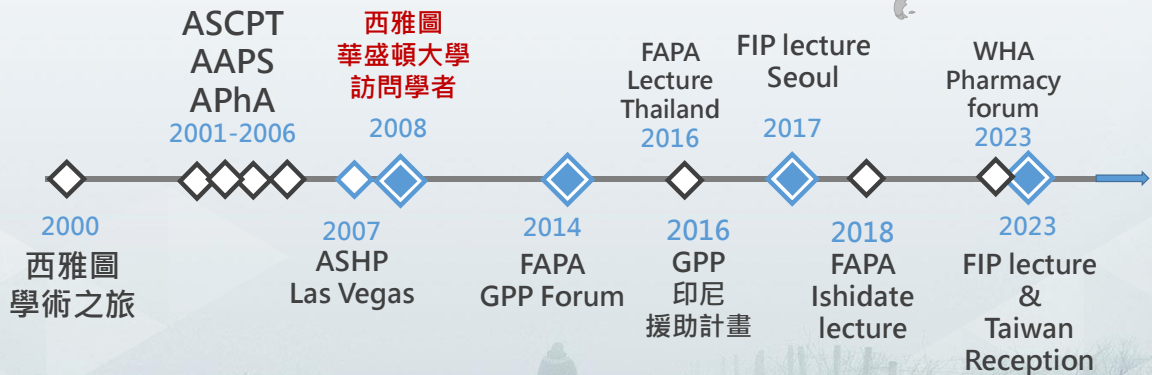 2000
西雅圖
學術之旅
ASCPT
AAPS
APhA
2001-2006
2007
ASHP
Las Vegas
西雅圖
華盛頓大學
訪問學者
2008
2014
FAPA
GPP Forum
FAPA
Lecture
Thailand
2016
2016
GPP
印尼
援助計畫
FIP lecture
Seoul
2017
2018
FAPA
Ishidate
lecture
WHA
Pharmacy
forum
2023
2023
FIP lecture
&
Taiwan
Reception